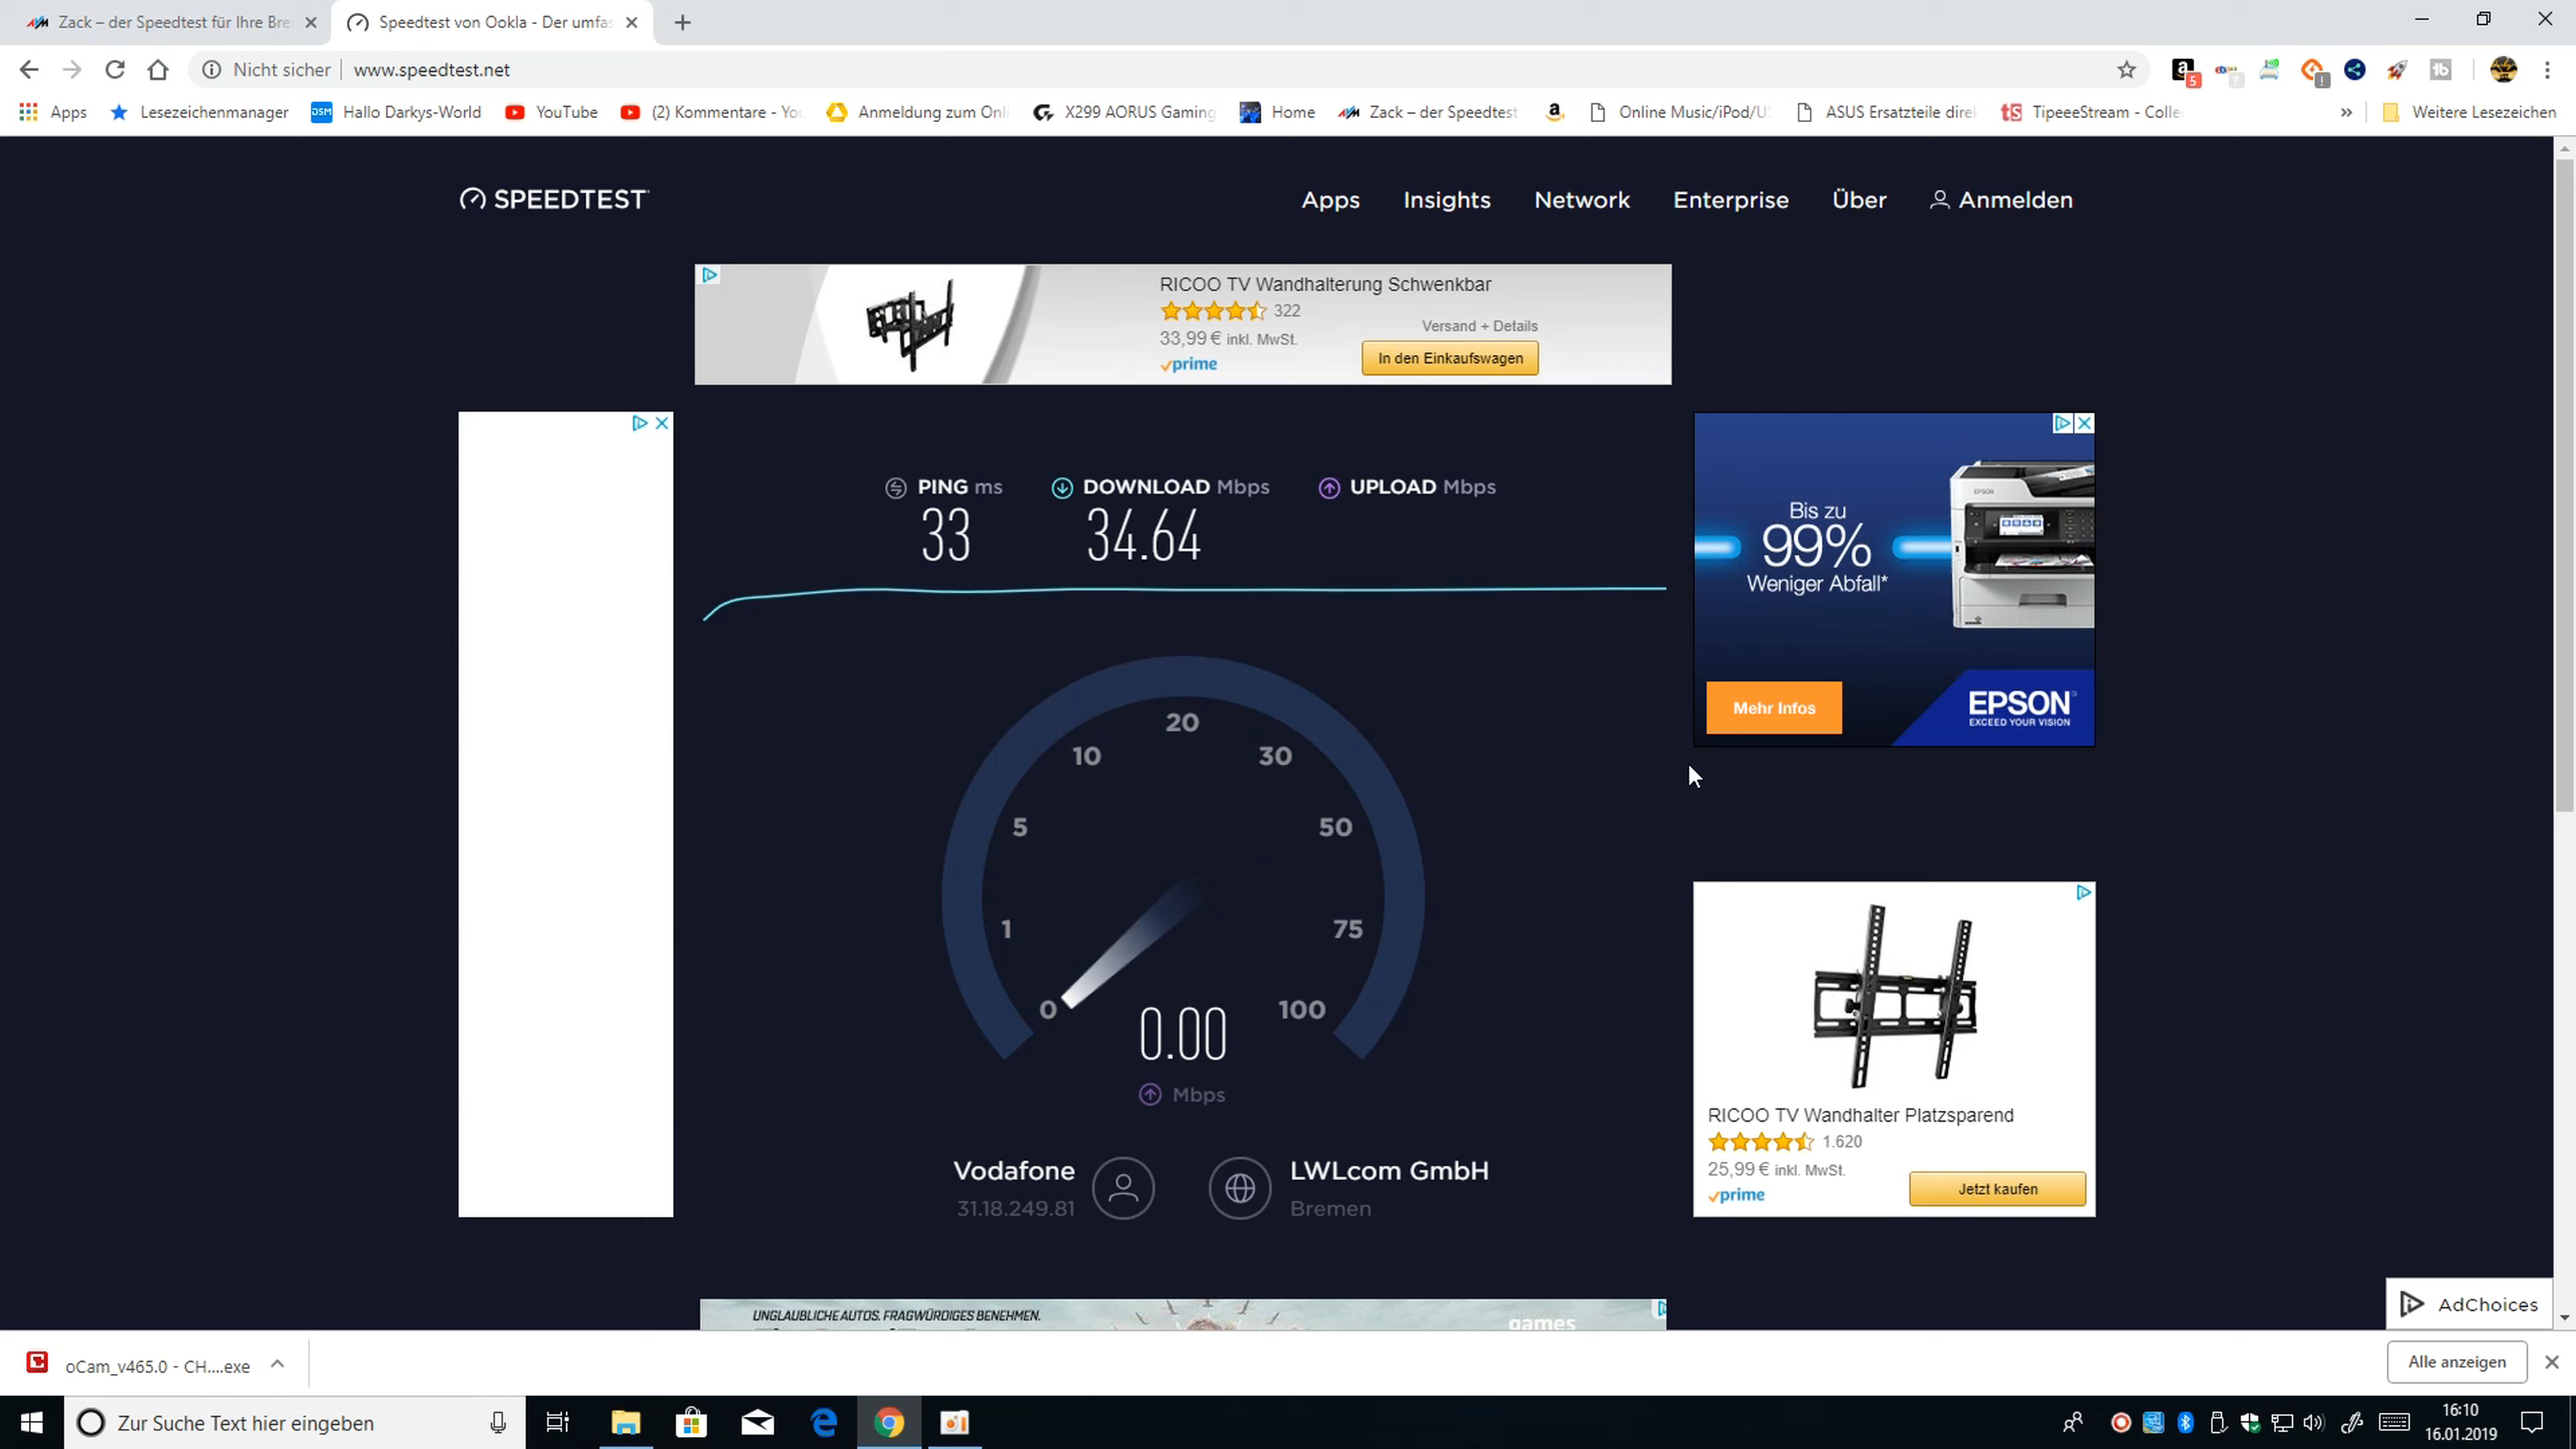 Zack – der Speedtest für Ihre Bre
Speedtest von Ookla - Der umfas
Nicht sicher
www.speedtest.net
5
Apps
Lesezeichenmanager
DSM
Hallo Darkys-World
YouTube
(2) Kommentare - You
Anmeldung zum Onli
X299 AORUS Gaming
Home
Zack – der Speedtest
Online Music/iPod/US
ASUS Ersatzteile direk
tS
TipeeeStream - Colle
Weitere Lesezeichen
SPEEDTEST
Apps
Insights
Network
Enterprise
Über
Anmelden
RICOO TV Wandhalterung Schwenkbar
322
Versand + Details
33,99 € inkl. MwSt.
prime
In den Einkaufswagen
PING ms
DOWNLOAD Mbps
UPLOAD Mbps
33
34.64
EPSON
Bis zu
99%
Weniger Abfall*
Mehr Infos
EPSON
EXCEED YOUR VISION
20
10
30
5
50
1
75
0
100
0.00
Mbps
RICOO TV Wandhalter Platzsparend
1.620
25,99 € inkl. MwSt.
prime
Jetzt kaufen
Vodafone
31.18.249.81
LWLcom GmbH
Bremen
AdChoices
UNGLAUBLICHE AUTOS. FRAGWÜRDIGES BENEHMEN.
games
oCam_v465.0 - CH....exe
Alle anzeigen
Zur Suche Text hier eingeben
16:10
16.01.2019